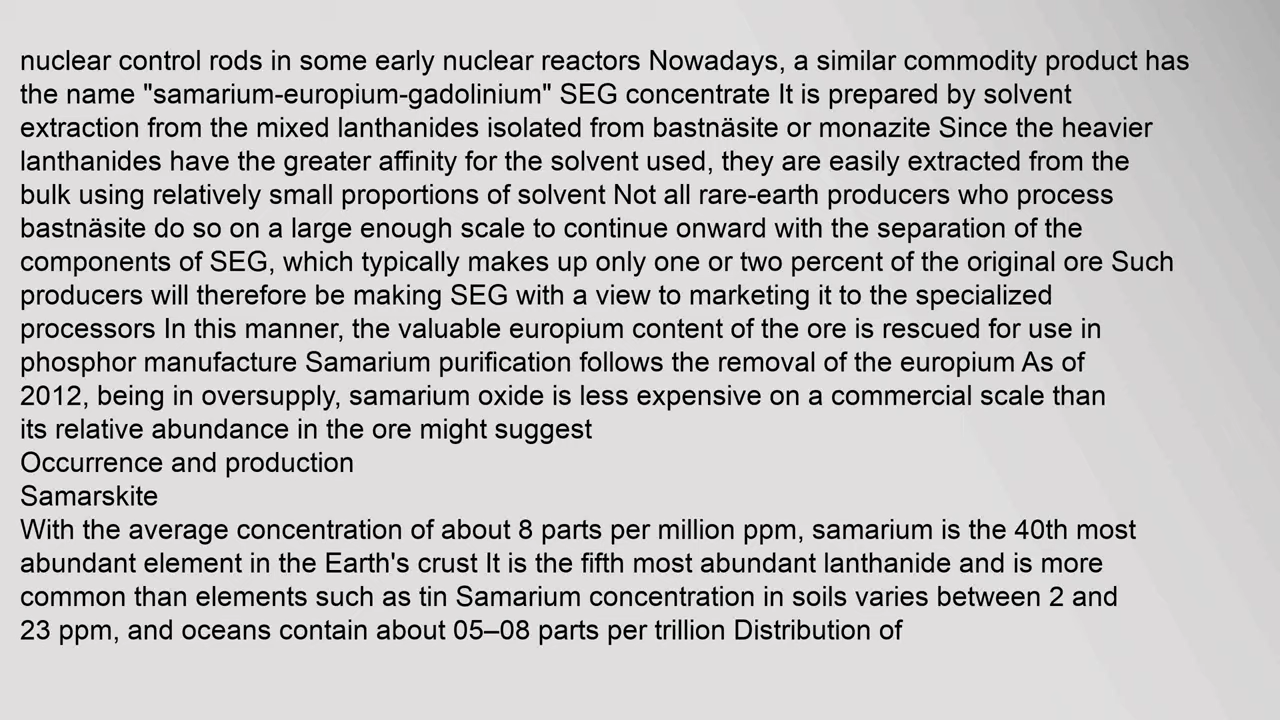 nuclear control rods in some early nuclear reactors Nowadays, a similar commodity product has
the name "samarium-europium-gadolinium" SEG concentrate It is prepared by solvent
extraction from the mixed lanthanides isolated from bastnäsite or monazite Since the heavier
lanthanides have the greater affinity for the solvent used, they are easily extracted from the
bulk using relatively small proportions of solvent Not all rare-earth producers who process
bastnäsite do so on a large enough scale to continue onward with the separation of the
components of SEG, which typically makes up only one or two percent of the original ore Such
producers will therefore be making SEG with a view to marketing it to the specialized
processors In this manner, the valuable europium content of the ore is rescued for use in
phosphor manufacture Samarium purification follows the removal of the europium As of
2012, being in oversupply, samarium oxide is less expensive on a commercial scale than
its relative abundance in the ore might suggest
Occurrence and production
Samarskite
With the average concentration of about 8 parts per million ppm, samarium is the 40th most
abundant element in the Earth's crust It is the fifth most abundant lanthanide and is more
common than elements such as tin Samarium concentration in soils varies between 2 and
23 ppm, and oceans contain about 05–08 parts per trillion Distribution of